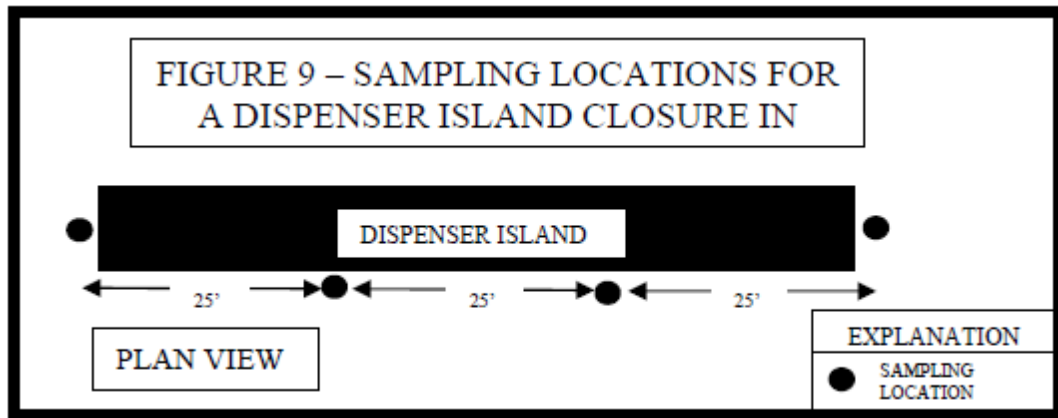 FIGURE 9 – SAMPLING LOCATIONS FOR
A DISPENSER ISLAND CLOSURE IN
DISPENSER ISLAND
25’
25’
25’
PLAN VIEW
EXPLANATION
SAMPLING
LOCATION